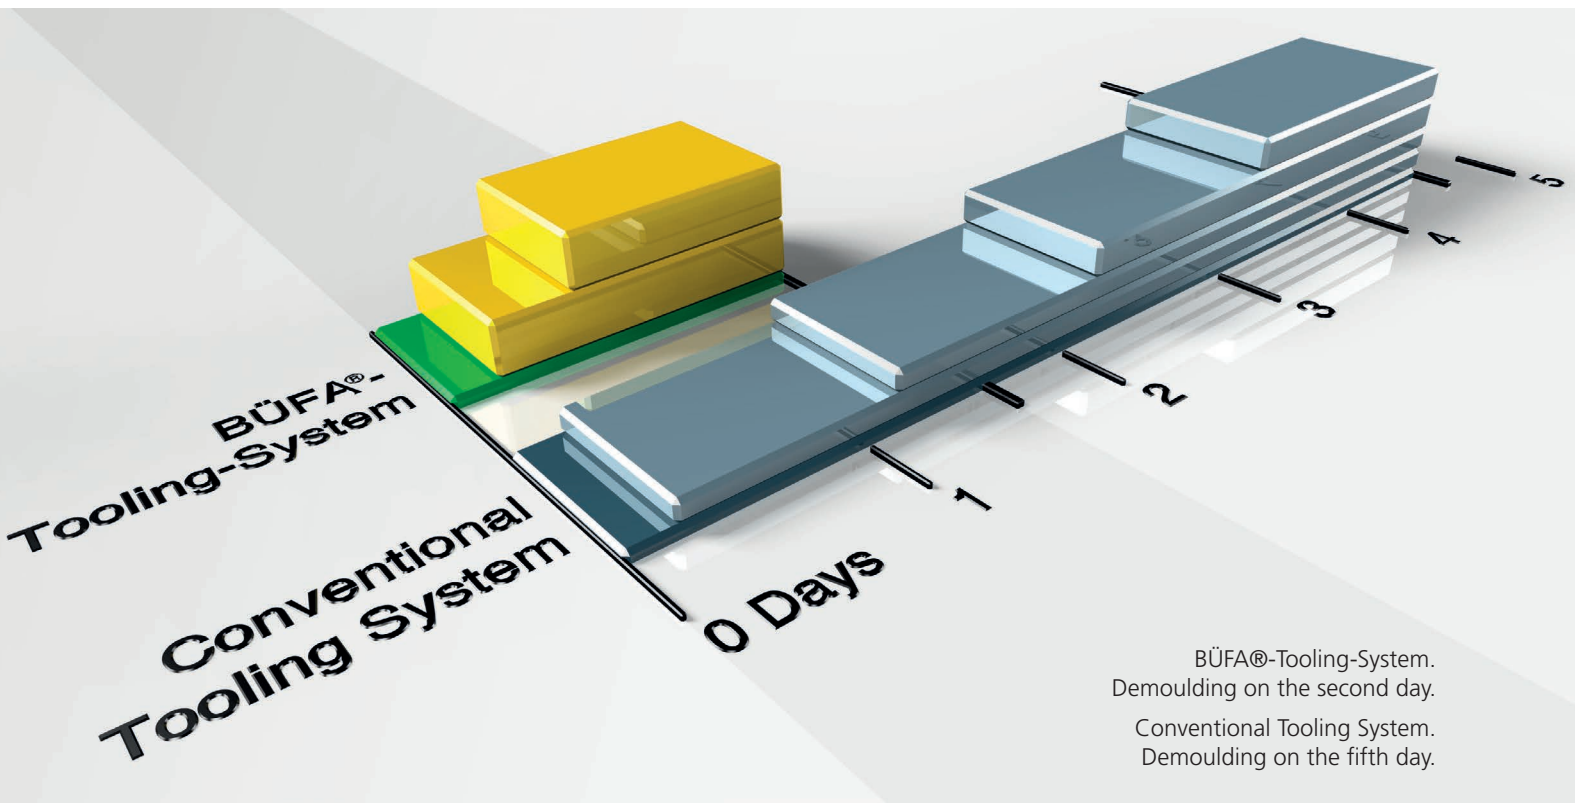 BÜFA®-
Tooling-System
Conventional
Tooling System
0 Days
1
2
3
4
5
BÜFA®-Tooling-System.
Demoulding on the second day.
Conventional Tooling System.
Demoulding on the fifth day.